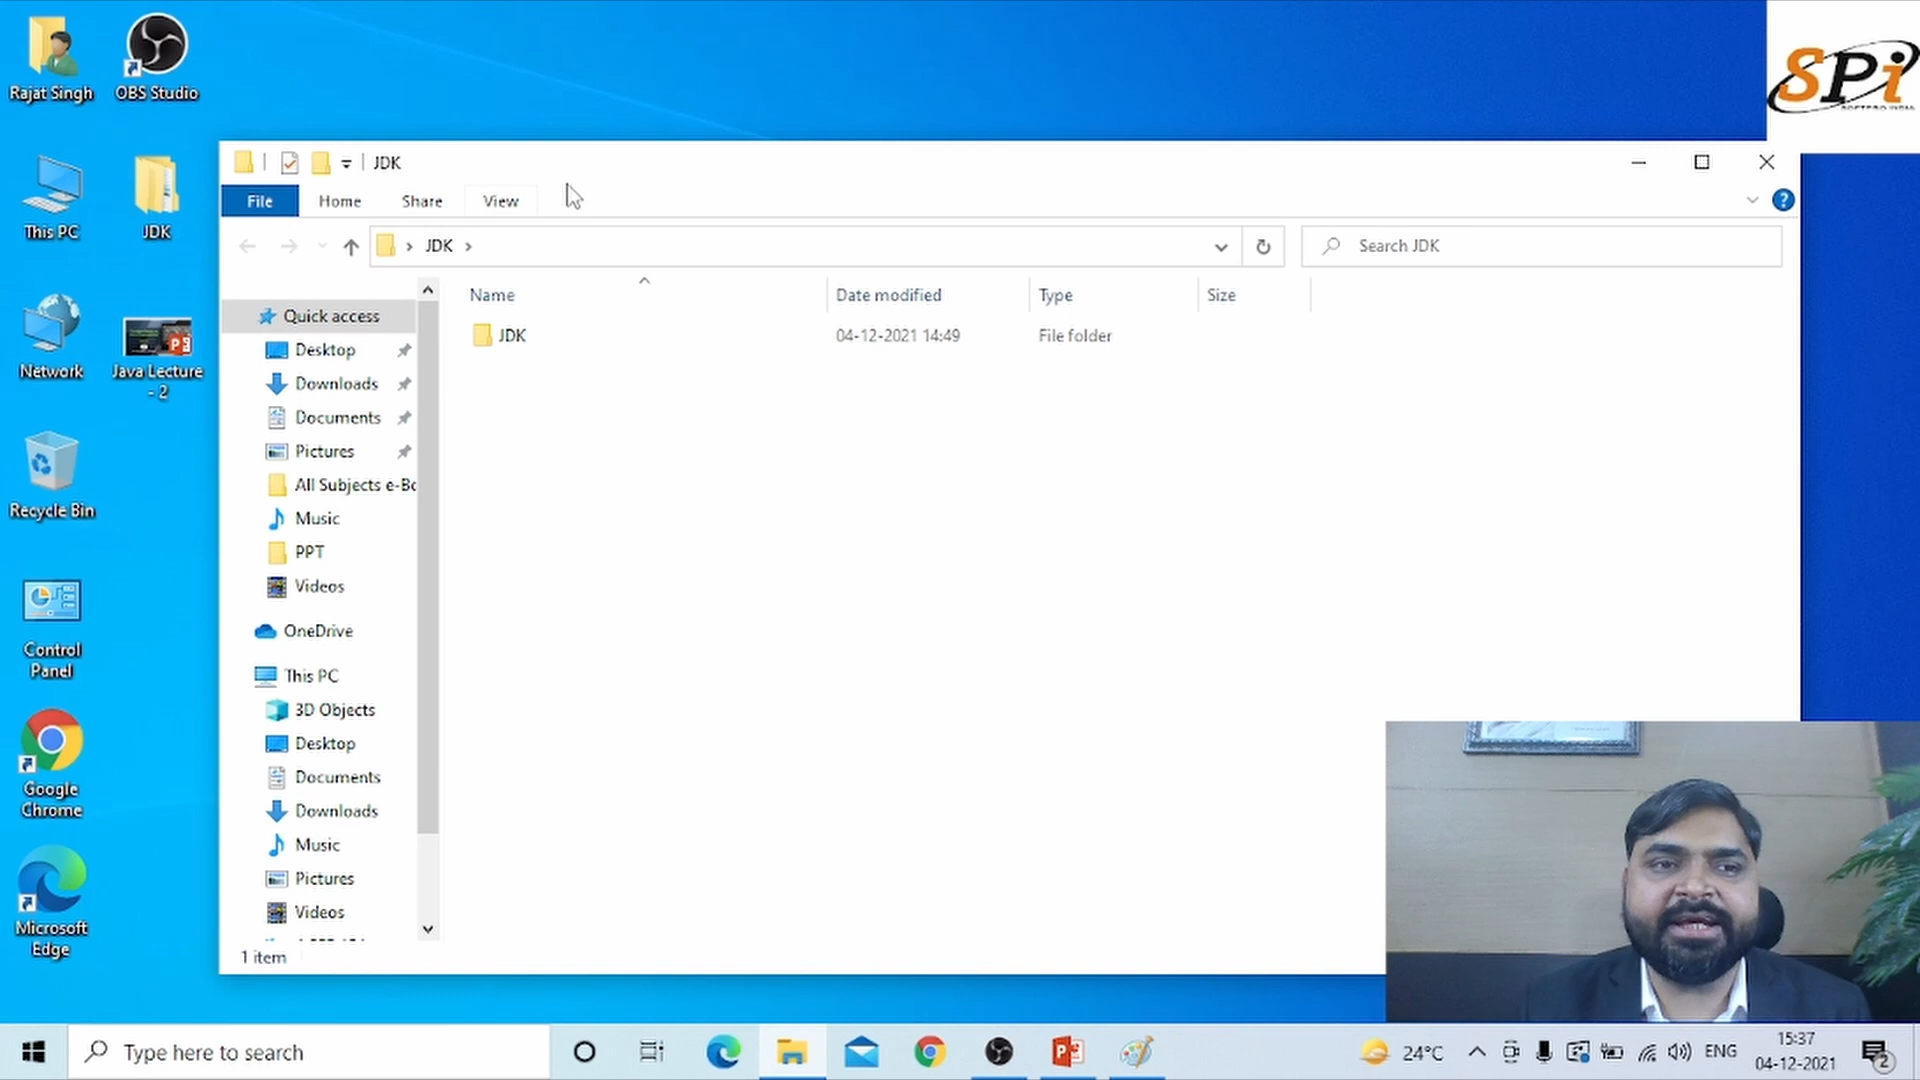 Rajat Singh
OBS Studio
SPi
This PC
JDK
Network
Java Lecture
- 2
Recycle Bin
Control
Panel
Google
Chrome
Microsoft
Edge
JDK
File
Home
Share
View
?
JDK
Search JDK
Name
Date modified
Type
Size
JDK
04-12-2021 14:49
File folder
Quick access
Desktop
Downloads
Documents
Pictures
All Subjects e-Bo
Music
PPT
Videos
OneDrive
This PC
3D Objects
Desktop
Documents
Downloads
Music
Pictures
Videos
1 item
Type here to search
24°C
ENG
15:37
04-12-2021
2